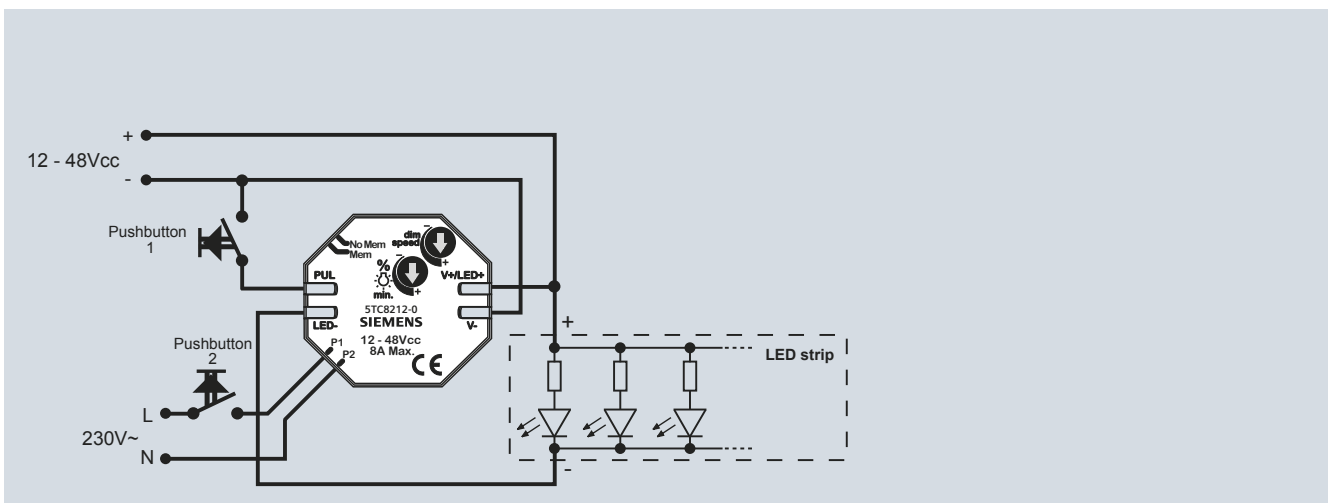 +
12 - 48Vcc
-
Pushbutton
1
No Mem
Mem
dim
speed
-
+
%
-
+
min.
PUL
V+/LED+
5TC8212-0
SIEMENS
LED-
V-
12 - 48Vcc
8A Max.
P1
P2
CE
Pushbutton
2
L
230V~
N
+
LED strip
-